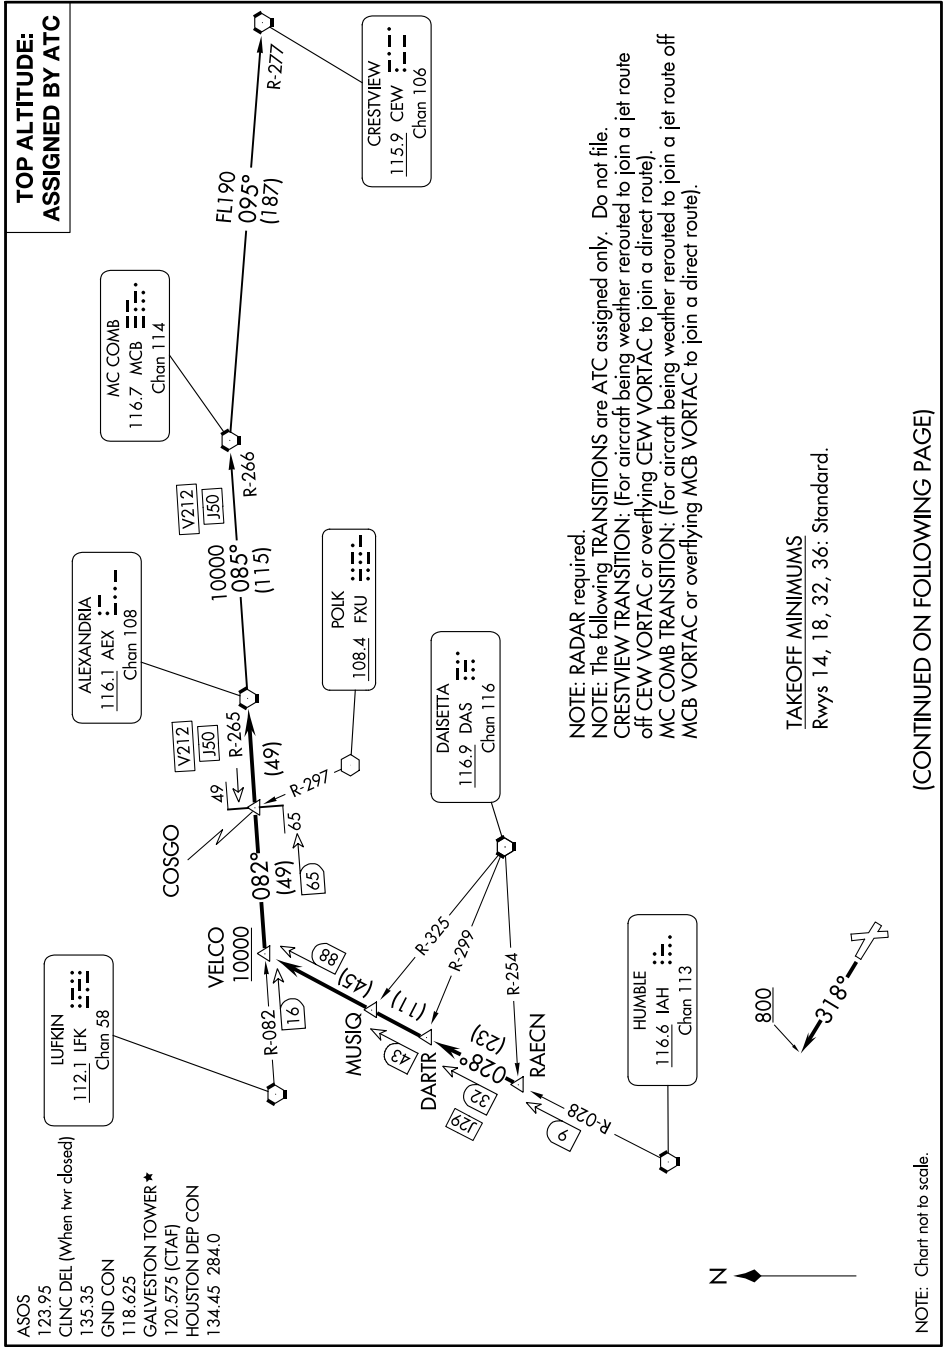 TOP ALTITUDE:
ASSIGNED BY ATC
ASOS
123.95
CLNC DEL (When twr closed)
135.35
GND CON
118.625
GALVESTON TOWER★
120.575 (CTAF)
HOUSTON DEP CON
134.45 284.0
LUFKIN
112.1 LFK
Chan 58
ALEXANDRIA
116.1 AEX
Chan 108
MC COMB
116.7 MCB
Chan 114
CRESTVIEW
115.9 CEW
Chan 106
POLK
108.4 FXU
DAISETTA
116.9 DAS
Chan 116
HUMBLE
116.6 IAH
Chan 113
R-082
16
VELCO
10000
082°
(49)
65
65
COSGO
49
R-265
V212
J50
(49)
R-297
10000
085°
(115)
V212
J50
R-266
FL190
095°
(187)
R-277
88
(45)
MUSIQ
43
(11)
DARTR
32
J29
028°
(23)
RAECN
9
R-028
R-325
R-299
R-254
NOTE: RADAR required.
NOTE: The following TRANSITIONS are ATC assigned only. Do not file.
CRESTVIEW TRANSITION: (For aircraft being weather rerouted to join a jet route
off CEW VORTAC or overflying CEW VORTAC to join a direct route).
MC COMB TRANSITION: (For aircraft being weather rerouted to join a jet route off
MCB VORTAC or overflying MCB VORTAC to join a direct route).
TAKEOFF MINIMUMS
Rwys 14, 18, 32, 36: Standard.
800
318°
N
NOTE: Chart not to scale.
(CONTINUED ON FOLLOWING PAGE)